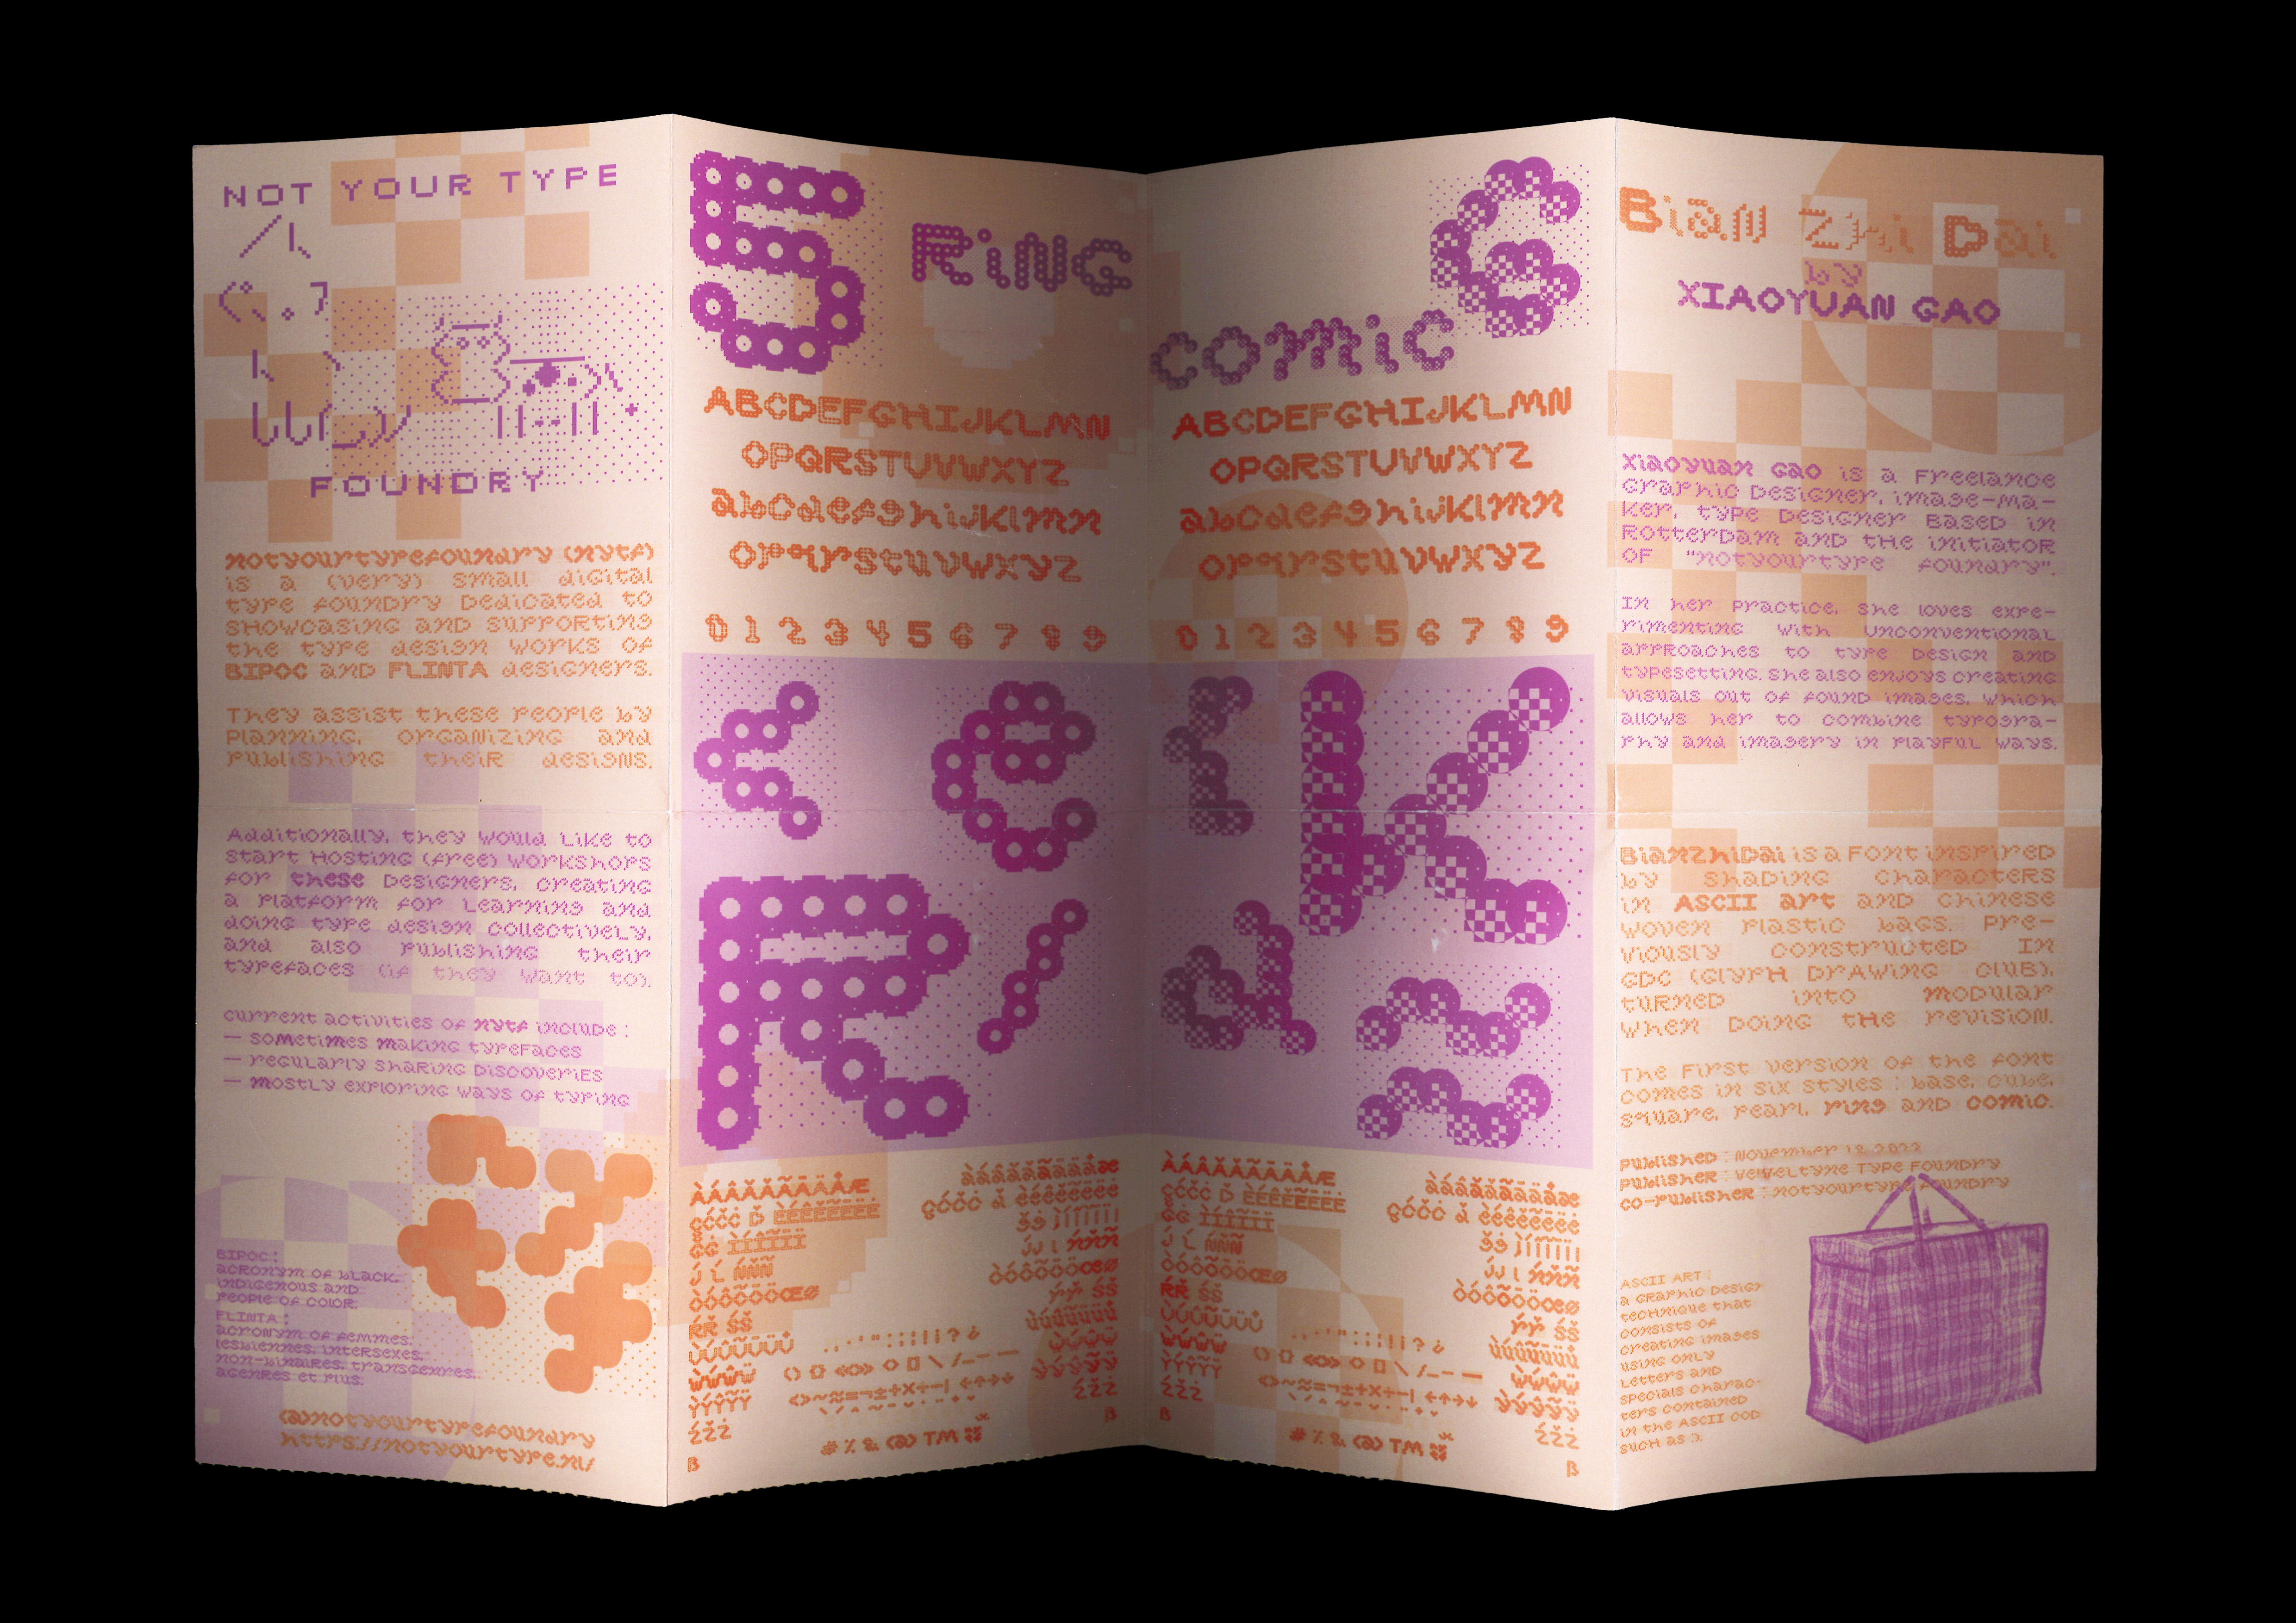 NOT YOUR TYPE
FOUNDRY
notyourtypefoundry (nytf)
is a (very) small digital
type foundry dedicated to
showcasing and supporting
the type design works of
BIPOC and FLINTA designers.
They assist these people by
planning, organizing and
publishing their designs.
Additionally, they would like to
start hosting (free) workshops
for these designers, creating
a platform for learning and
doing type design collectively,
and also publishing their
typefaces (if they want to).
current activities of nytf include :
— sometimes making typefaces
— regularly sharing discoveries
— mostly exploring ways of typing
BIPOC :
acronym of black,
indigenous and
people of color.
FLINTA :
acronym of femmes,
lesbiennes, intersexes,
non-binaires, transgenres,
agenres et plus.
(a)notyourtypefoundry
https://notyourtype.nl/
5 Ring
ABCDEFGHIJKLMN
OPQRSTUVWXYZ
abcdefghijklmn
opqrstuvwxyz
0 1 2 3 4 5 6 7 8 9
R
6
comic
ABCDEFGHIJKLMN
OPQRSTUVWXYZ
abcdefghijklmn
opqrstuvwxyz
0 1 2 3 4 5 6 7 8 9
K
Bian Zhi Dai
by
XIAOYUAN GAO
Xiaoyuan Gao is a freelance
graphic designer, image-ma-
ker, type designer based in
Rotterdam and the initiator
of "notyourtype foundry".
In her practice, she loves expe-
rimenting with unconventional
approaches to type design and
typesetting. She also enjoys creating
visuals out of found images, which
allows her to combine typogra-
phy and imagery in playful ways.
BianZhiDai is a font inspired
by shading characters
in ASCII art and Chinese
woven plastic bags. Pre-
viously constructed in
GDC (Glyph Drawing Club),
turned into modular
when doing the revision.
The first version of the font
comes in six styles : base, cube,
square, pearl, ring and comic.
published : november 18 2022
publisher : velvetyne type foundry
co-publisher : notyourtype foundry
ASCII ART :
a graphic design
technique that
consists of
creating images
using only
letters and
specials charac-
ters contained
in the ASCII cod
such as :).